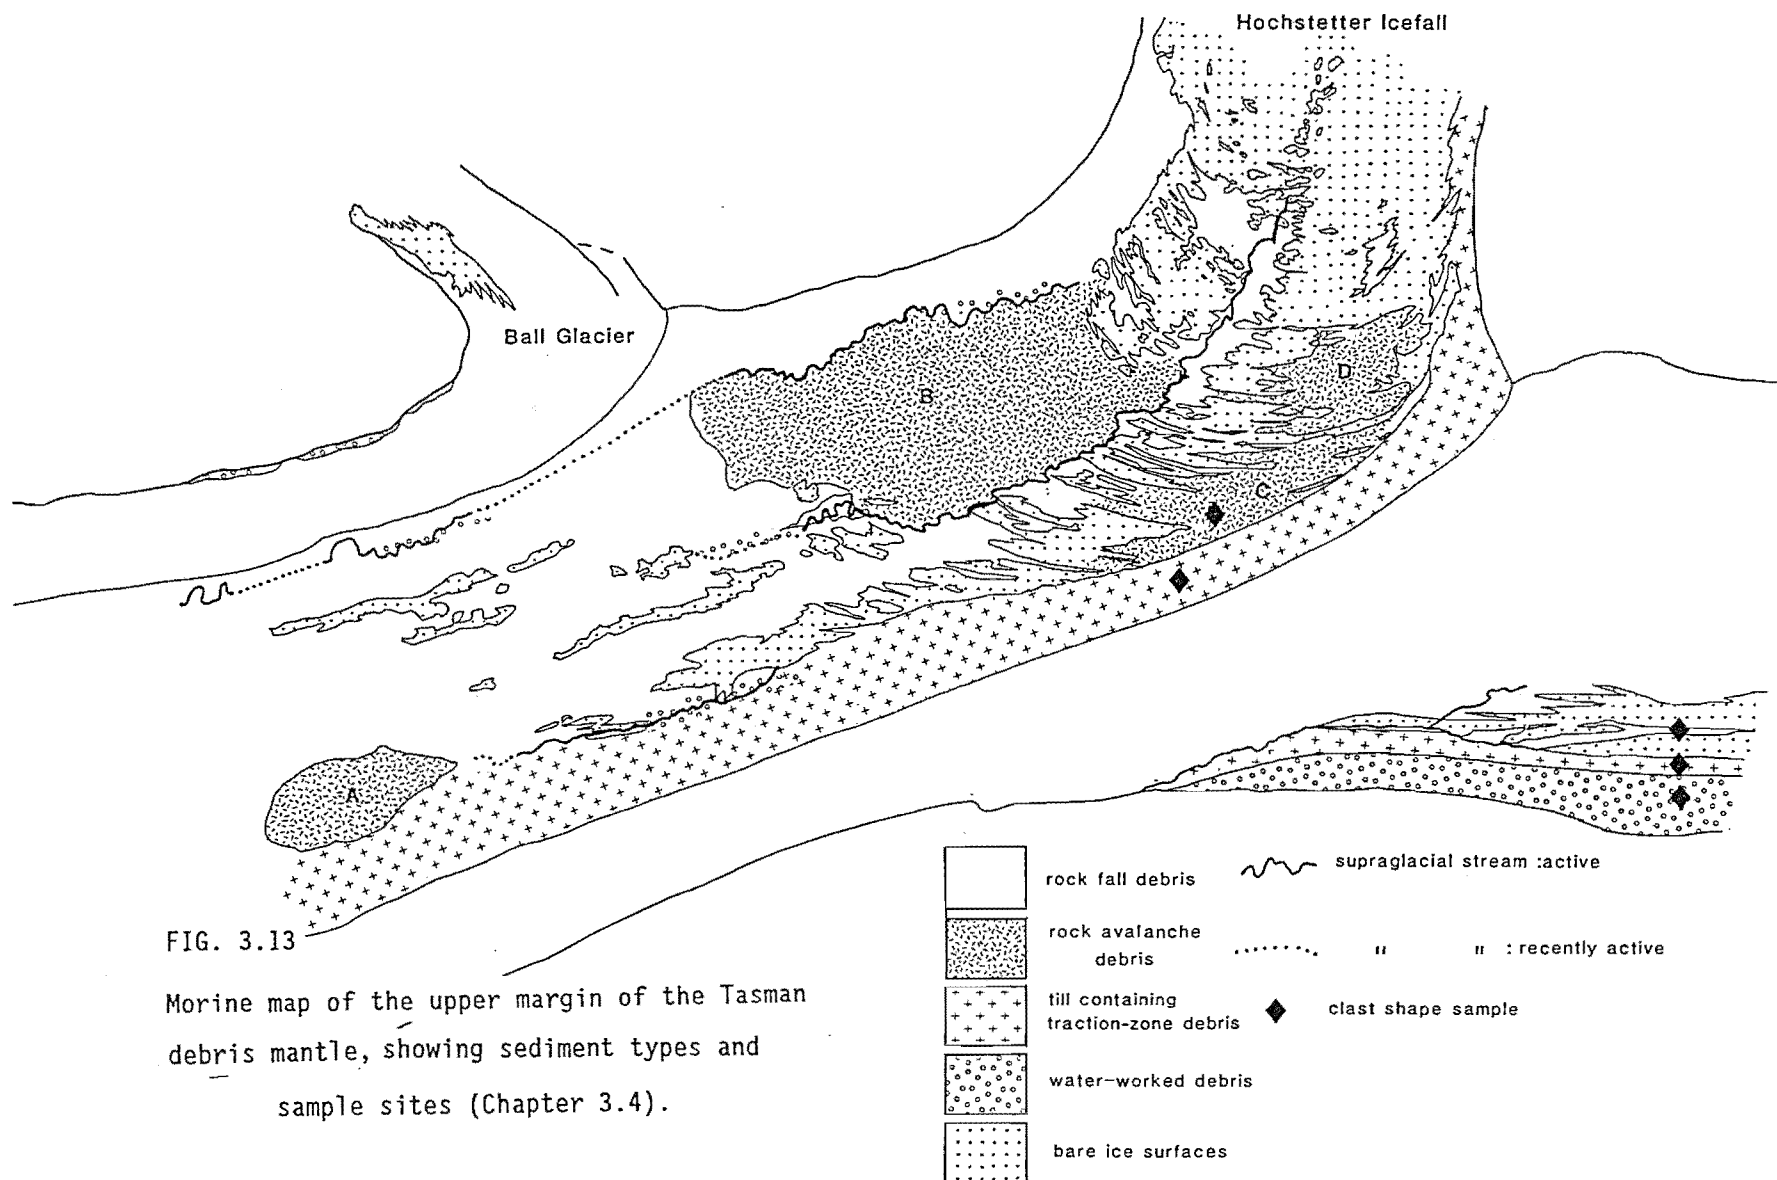 Hochstetter Icefall
Ball Glacier
B
D
C
A
rock fall debris
supraglacial stream :active
rock avalanche
debris
" " : recently active
till containing
traction-zone debris
clast shape sample
water-worked debris
bare ice surfaces
FIG. 3.13
Morine map of the upper margin of the Tasman
debris mantle, showing sediment types and
sample sites (Chapter 3.4).